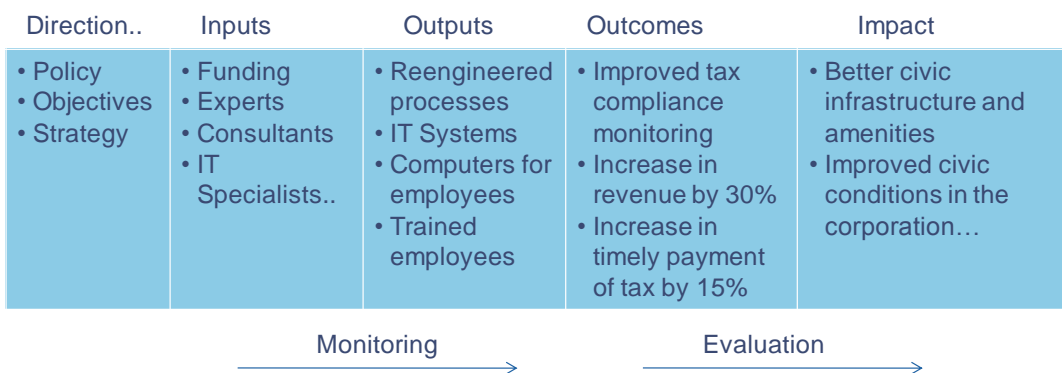 Direction..
Inputs
Outputs
Outcomes
Impact
• Policy
• Objectives
• Strategy
• Funding
• Experts
• Consultants
• IT
Specialists..
• Reengineered
processes
• IT Systems
• Computers for
employees
• Trained
employees
• Improved tax
compliance
monitoring
• Increase in
revenue by 30%
• Increase in
timely payment
of tax by 15%
• Better civic
infrastructure and
amenities
• Improved civic
conditions in the
corporation…
Monitoring
Evaluation